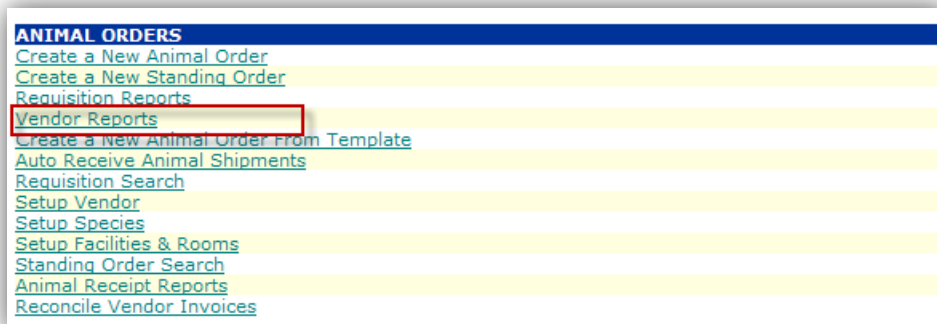 ANIMAL ORDERS
Create a New Animal Order
Create a New Standing Order
Requisition Reports
Vendor Reports
Create a New Animal Order From Template
Auto Receive Animal Shipments
Requisition Search
Setup Vendor
Setup Species
Setup Facilities & Rooms
Standing Order Search
Animal Receipt Reports
Reconcile Vendor Invoices